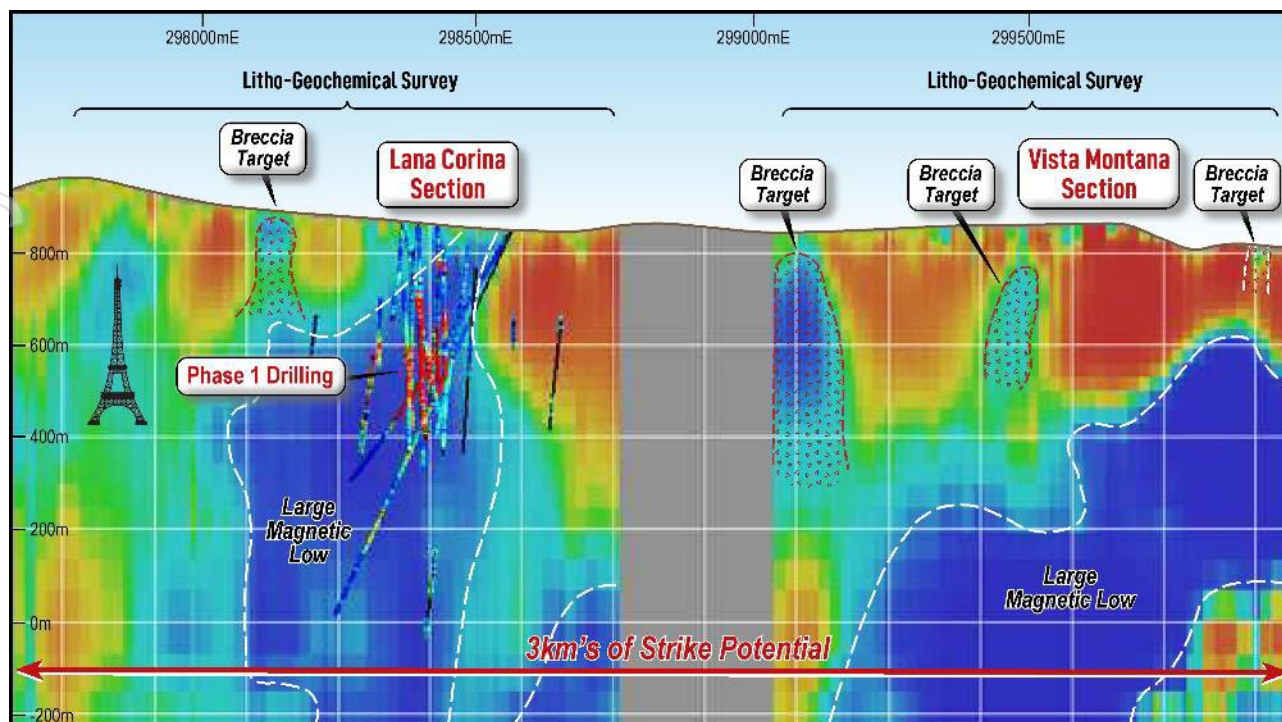 298000mE
298500mE
299000mE
299500mE
Litho-Geochemical Survey
Litho-Geochemical Survey
Breccia
Target
Lana Corina
Section
Breccia
Target
Breccia
Target
Vista Montana
Section
Breccia
Target
800m
600m
Phase 1 Drilling
400m
Large
Magnetic
Low
200m
Large
Magnetic Low
0m
3km's of Strike Potential
-200m